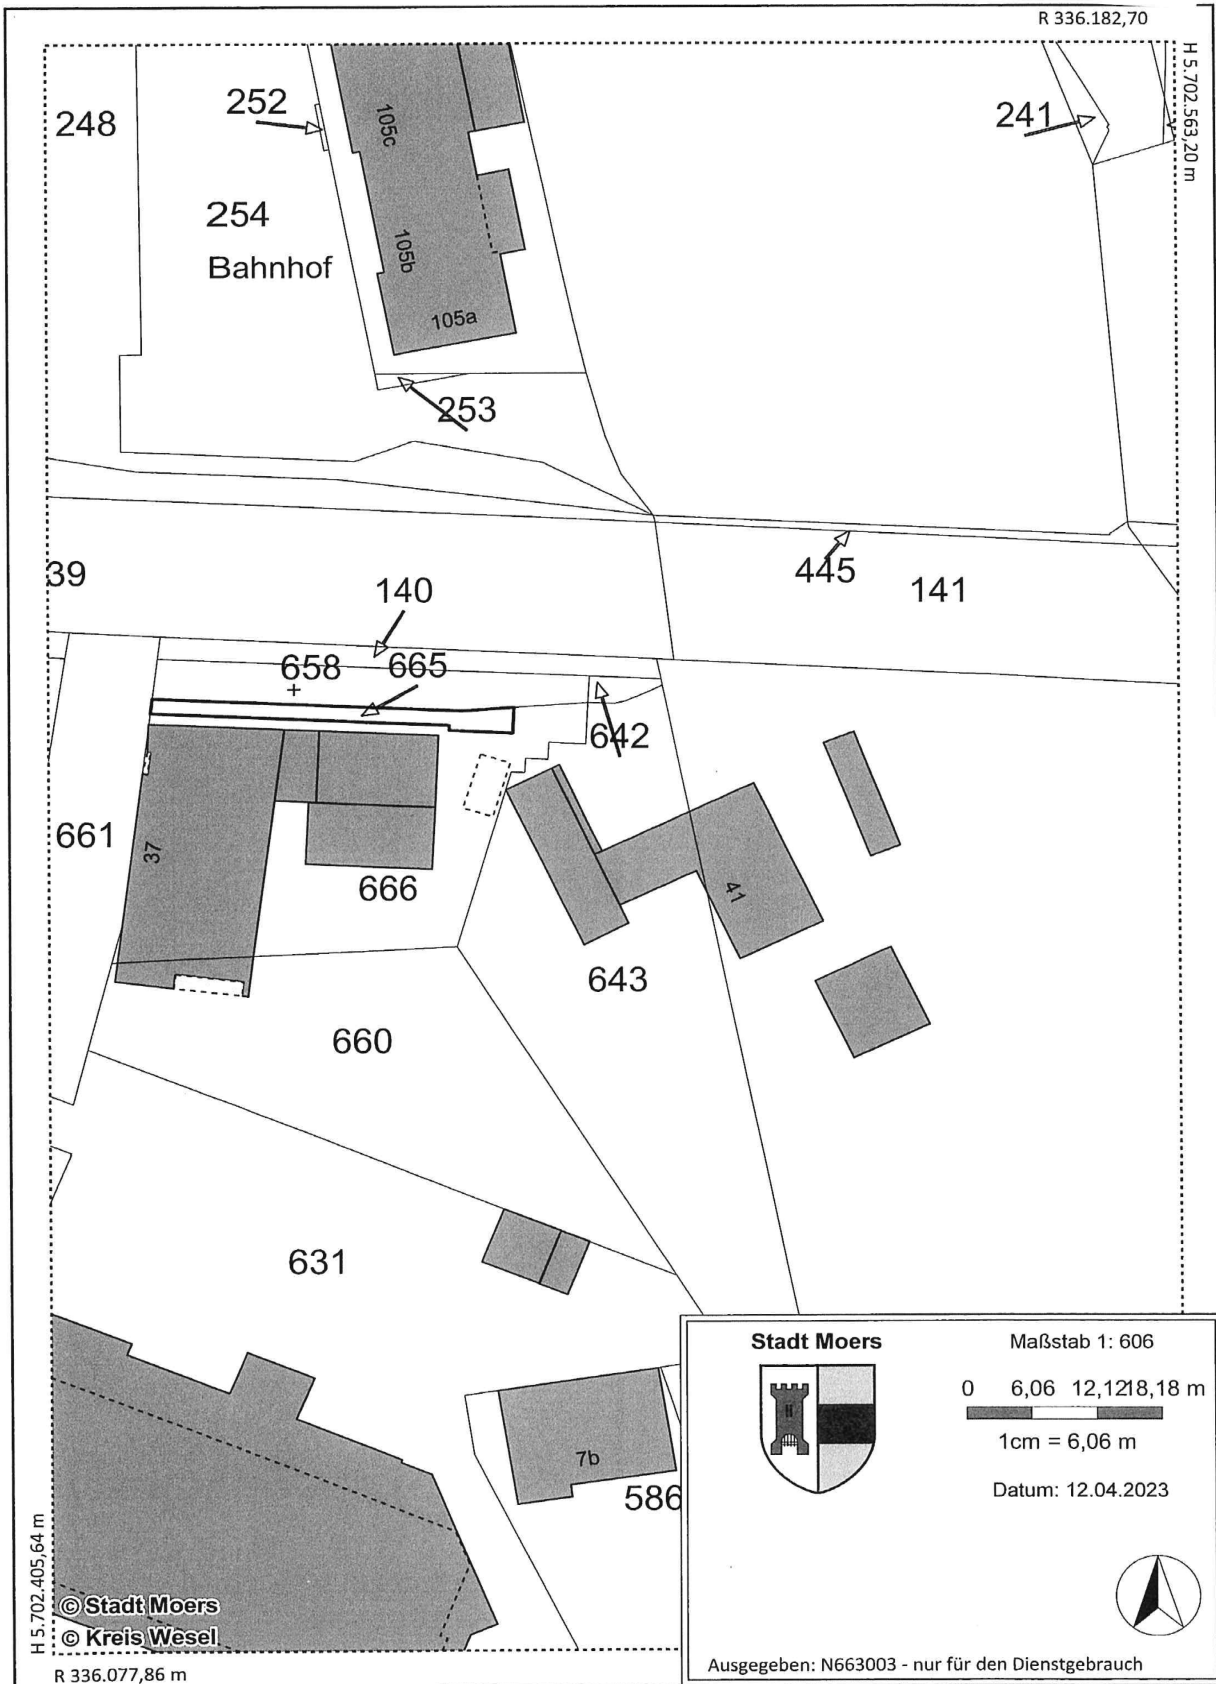 R 336.182,70
H 5.702.563,20 m
248
252
241
105c
254
105b
Bahnhof
105a
253
39
445
140
141
658
665
642
661
37
666
41
643
660
631
7b
586
Stadt Moers
Maßstab 1: 606
0 6,06 12,1218,18 m
1cm = 6,06 m
Datum: 12.04.2023
H 5.702.405,64 m
© Stadt Moers
© Kreis Wesel
R 336.077,86 m
Ausgegeben: N663003 - nur für den Dienstgebrauch